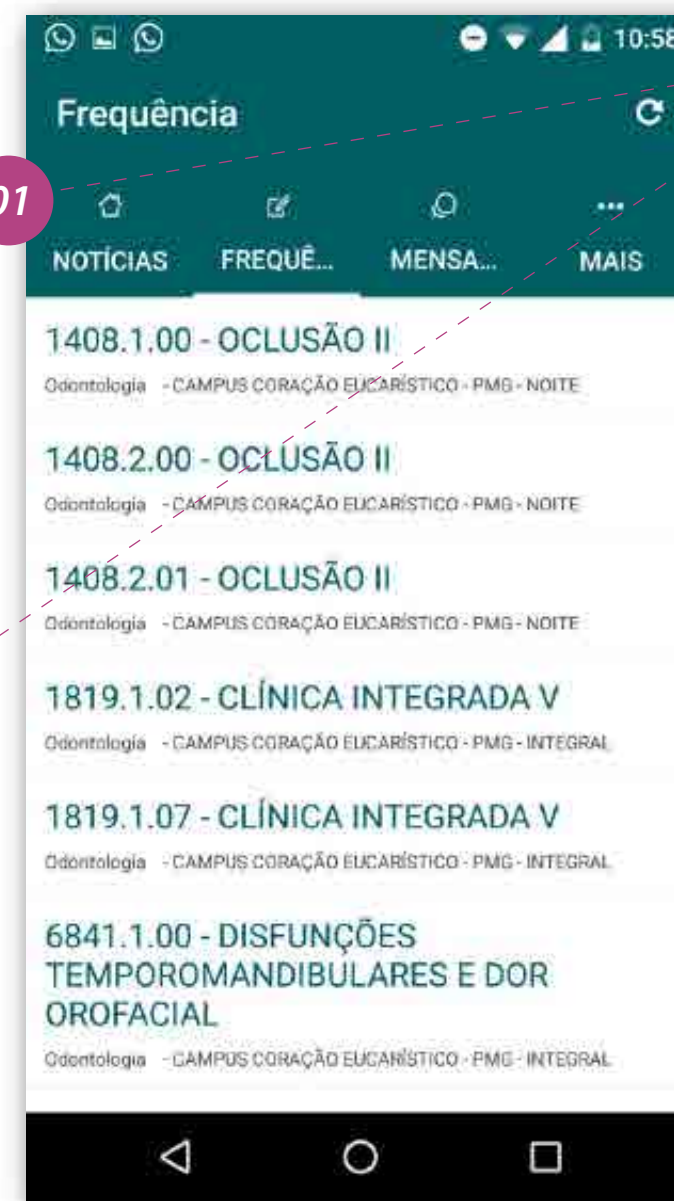 10:58
Frequência
01
NOTÍCIAS FREQUÊ... MENSA... MAIS
1408.1.00 - OCLUSÃO II
Odontologia - CAMPUS CORAÇÃO EUCARÍSTICO - PMG - NOITE
1408.2.00 - OCLUSÃO II
Odontologia - CAMPUS CORAÇÃO EUCARÍSTICO - PMG - NOITE
1408.2.01 - OCLUSÃO II
Odontologia - CAMPUS CORAÇÃO EUCARÍSTICO - PMG - NOITE
1819.1.02 - CLÍNICA INTEGRADA V
Odontologia - CAMPUS CORAÇÃO EUCARÍSTICO - PMG - INTEGRAL
1819.1.07 - CLÍNICA INTEGRADA V
Odontologia - CAMPUS CORAÇÃO EUCARÍSTICO - PMG - INTEGRAL
6841.1.00 - DISFUNÇÕES
TEMPOROMANDIBULARES E DOR
OROFACIAL
Odontologia - CAMPUS CORAÇÃO EUCARÍSTICO - PMG - INTEGRAL